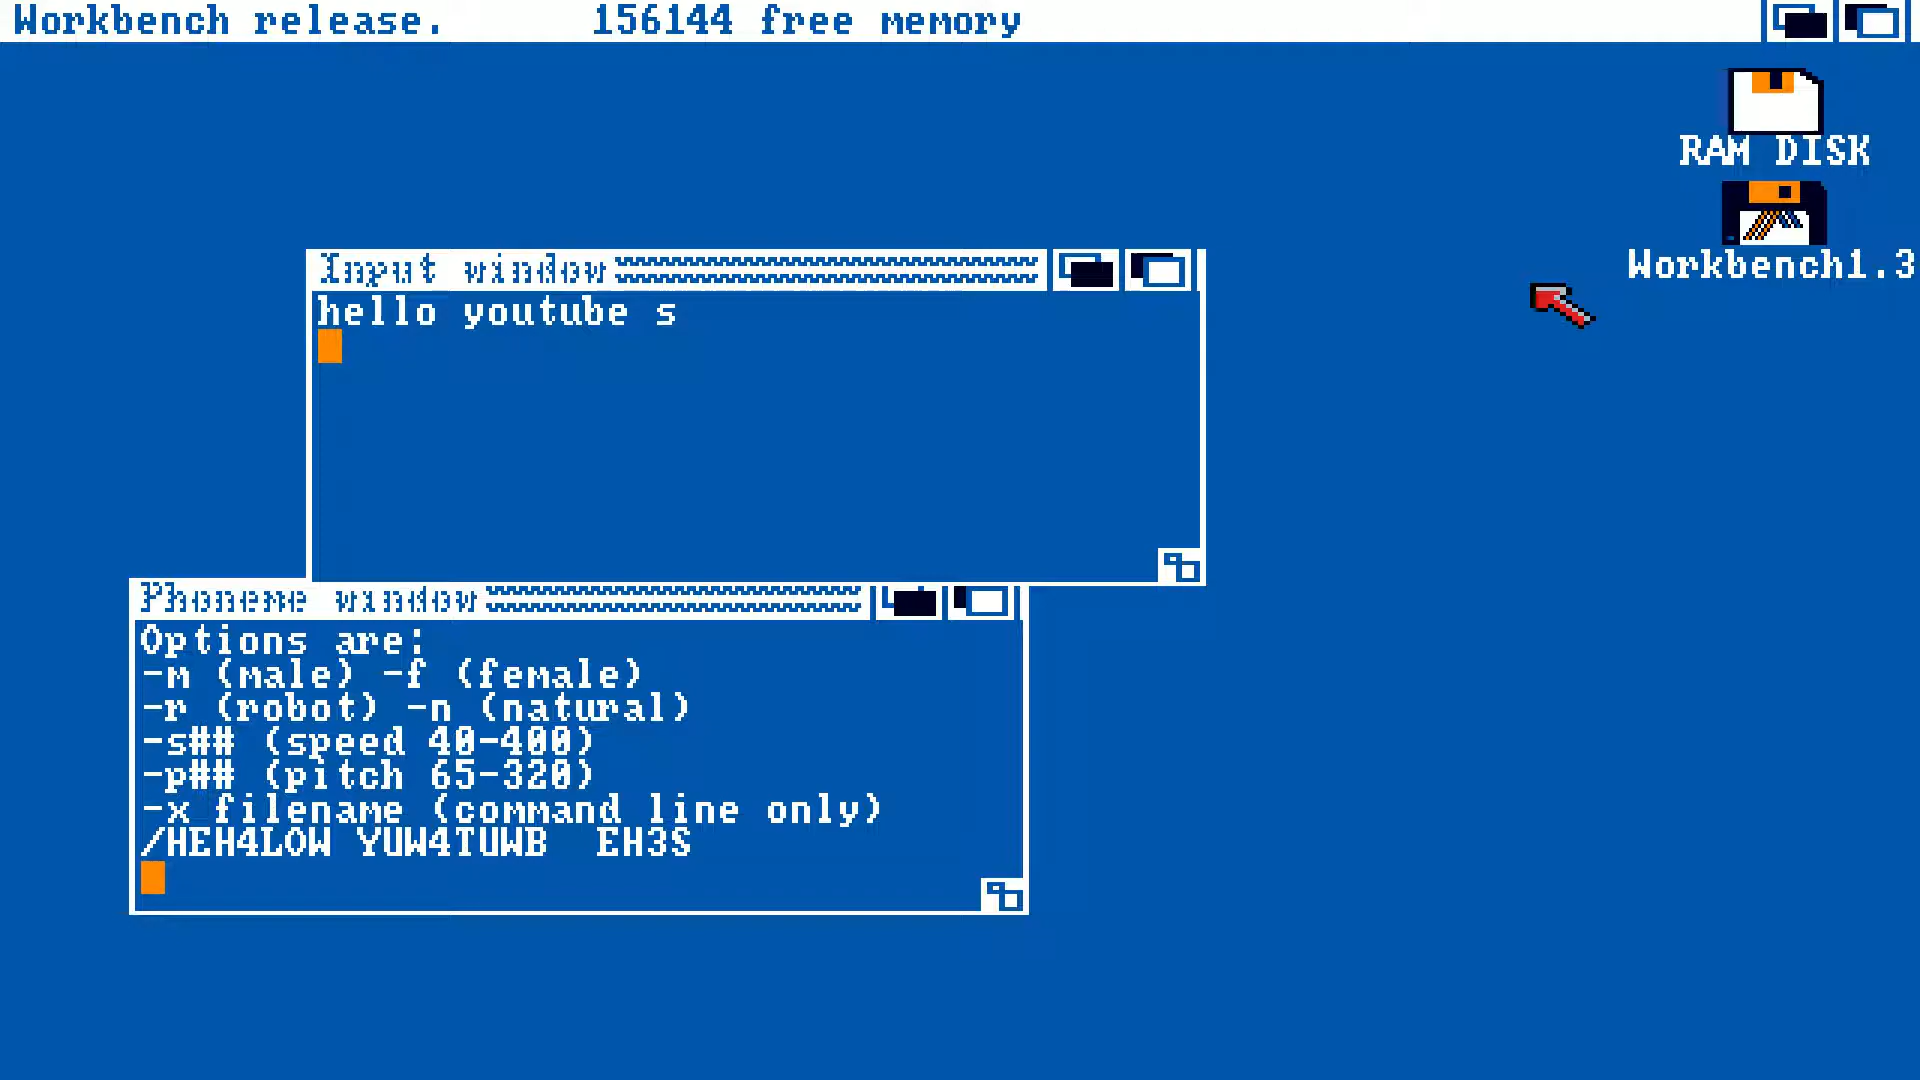 Workbench release. 156144 free memory
RAM DISK
Workbench1.3
Input window
hello youtube s
Phoneme window
Options are:
-m (male) -f (female)
-r (robot) -n (natural)
-s## (speed 40-400)
-p## (pitch 65-320)
-x filename (command line only)
/HEH4LOW YUW4TUWB  EH3S